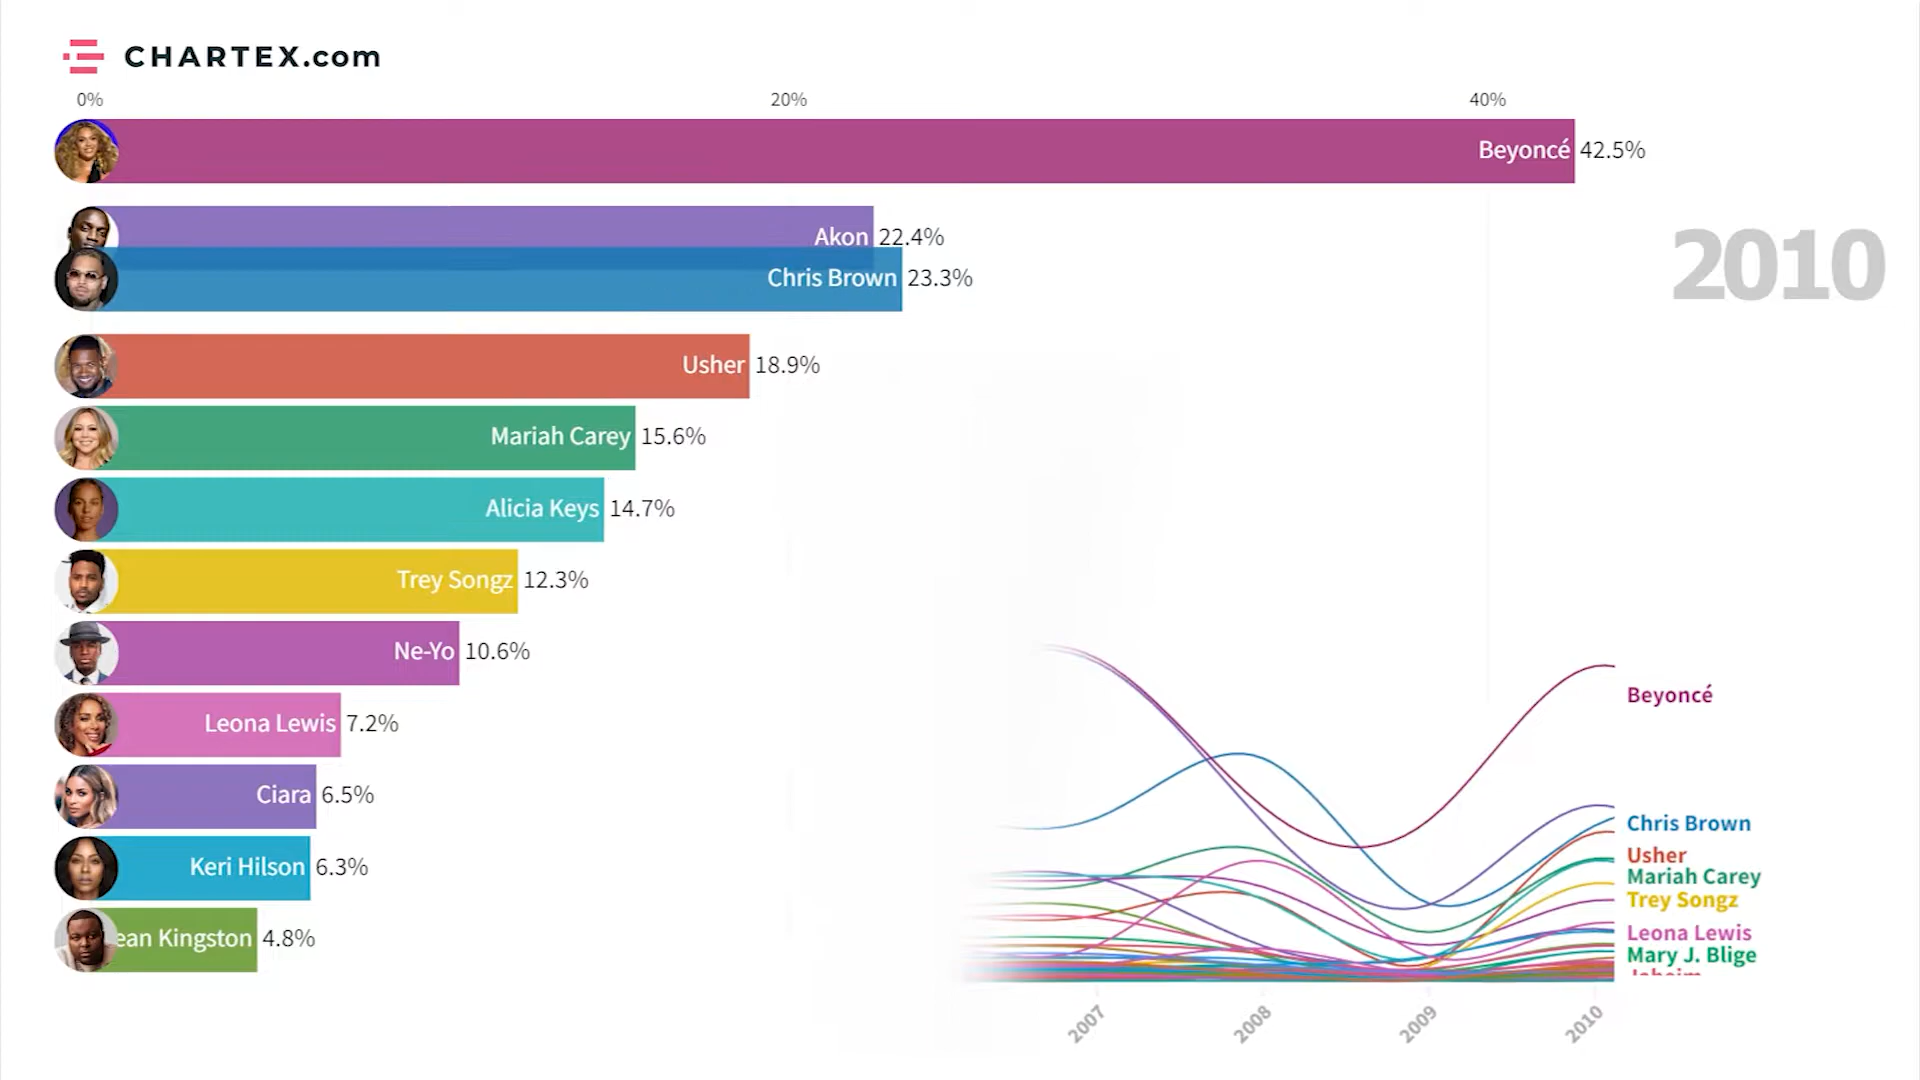 CHARTEX.com
0% 20% 40%
Beyoncé 42.5%
Akon 22.4%
Chris Brown 23.3%
2010
Usher 18.9%
Mariah Carey 15.6%
Alicia Keys 14.7%
Trey Songz 12.3%
Ne-Yo 10.6%
Leona Lewis 7.2%
Ciara 6.5%
Keri Hilson 6.3%
ean Kingston 4.8%
Beyoncé
Chris Brown
Usher
Mariah Carey
Trey Songz
Leona Lewis
Mary J. Blige
2007 2008 2009 2010